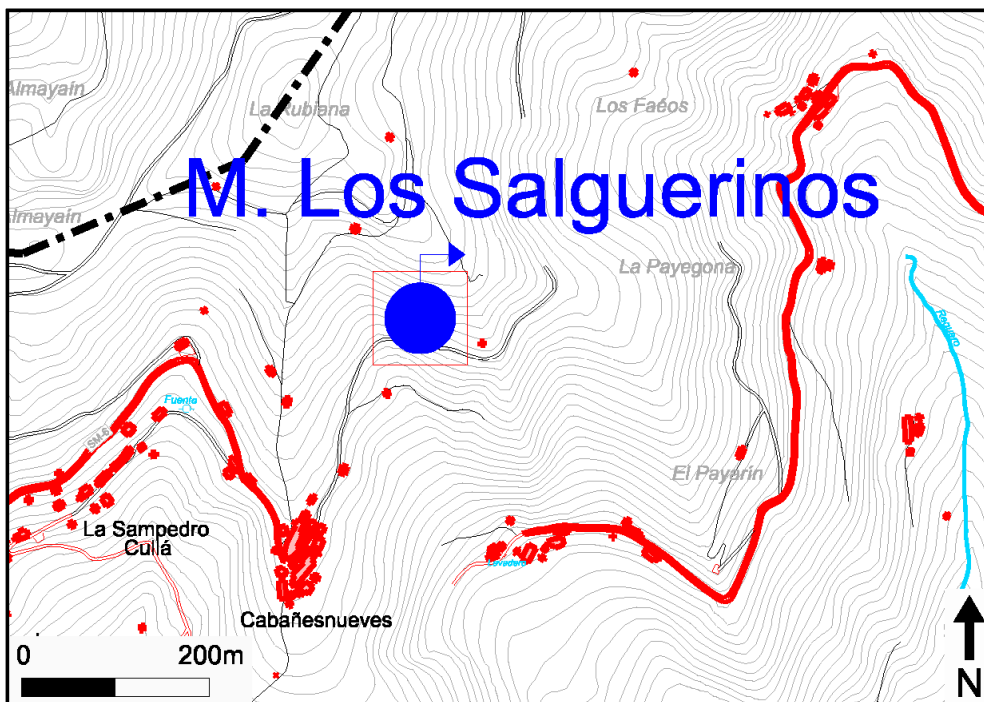 Almayaín
La Rubiana
Los Faéos
M. Los Salguerinos
Almayaín
La Payegona
Reguero
Fuente
SM-6
El Payarín
La Sampedro
Cullá
Lavadero
Cabañesnueves
0 200m
N